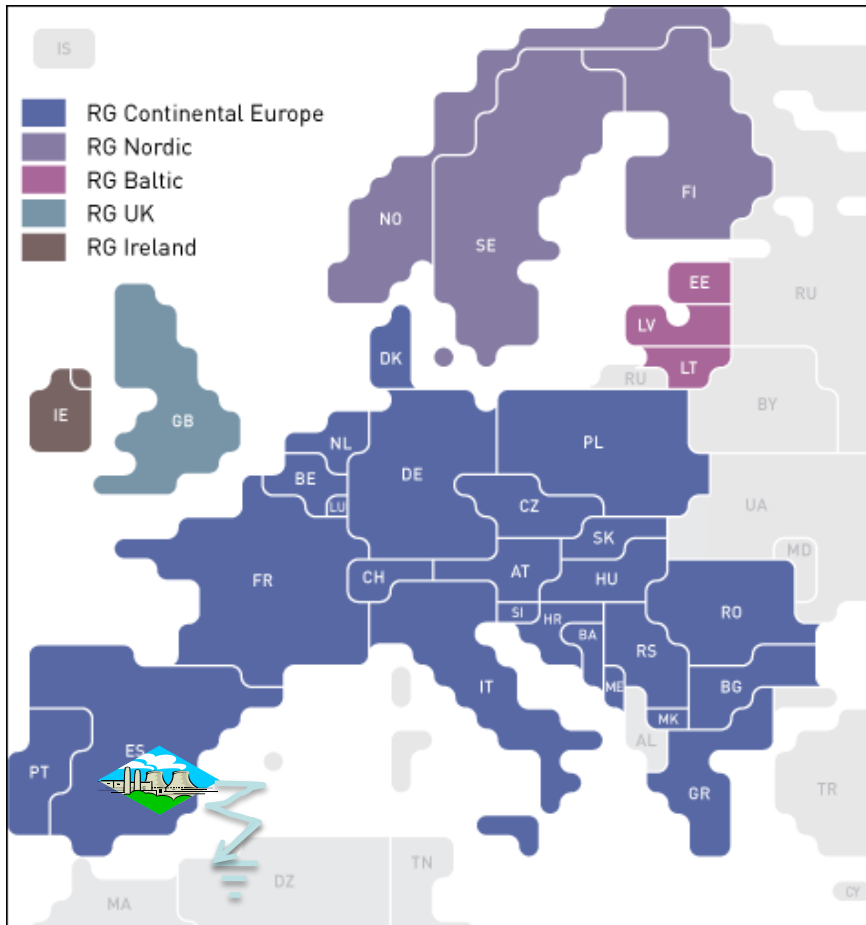 IS
RG Continental Europe
RG Nordic
RG Baltic
RG UK
RG Ireland
NO
SE
FI
EE
RU
LV
DK
LT
RU
BY
IE
GB
NL
PL
BE
DE
LU
CZ
UA
SK
MD
FR
CH
AT
HU
SI
HR
RO
BA
RS
IT
ME
BG
MK
ES
AL
PT
GR
TR
TN
DZ
MA
CY